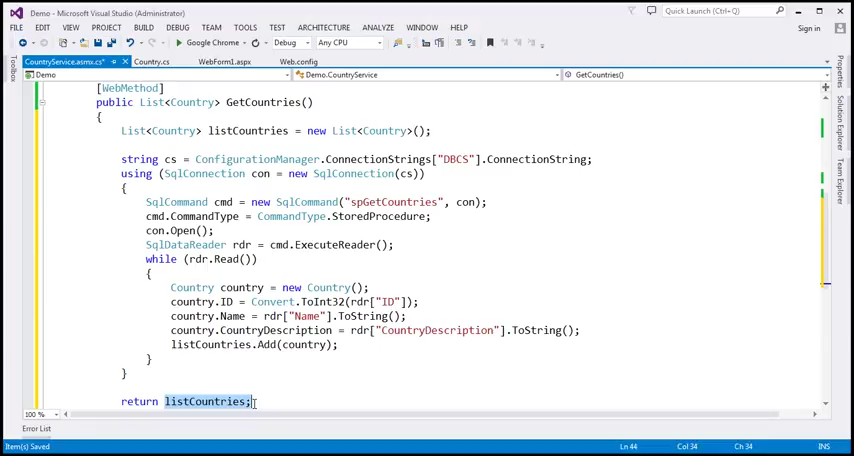 Demo - Microsoft Visual Studio (Administrator)
Quick Launch (Ctrl+Q)
FILE EDIT VIEW PROJECT BUILD DEBUG TEAM TOOLS TEST ARCHITECTURE ANALYZE WINDOW HELP
Sign in
Google Chrome Debug Any CPU
CountryService.asmx.cs* Country.cs WebForm1.aspx Web.config
Demo Demo.CountryService GetCountries()
Toolbox
Properties
Solution Explorer
Team Explorer
[WebMethod]
public List<Country> GetCountries()
{
List<Country> listCountries = new List<Country>();
string cs = ConfigurationManager.ConnectionStrings["DBCS"].ConnectionString;
using (SqlConnection con = new SqlConnection(cs))
{
SqlCommand cmd = new SqlCommand("spGetCountries", con);
cmd.CommandType = CommandType.StoredProcedure;
con.Open();
SqlDataReader rdr = cmd.ExecuteReader();
while (rdr.Read())
{
Country country = new Country();
country.ID = Convert.ToInt32(rdr["ID"]);
country.Name = rdr["Name"].ToString();
country.CountryDescription = rdr["CountryDescription"].ToString();
listCountries.Add(country);
}
}
return listCountries;
100 %
Error List
Item(s) Saved Ln 44 Col 34 Ch 34 INS